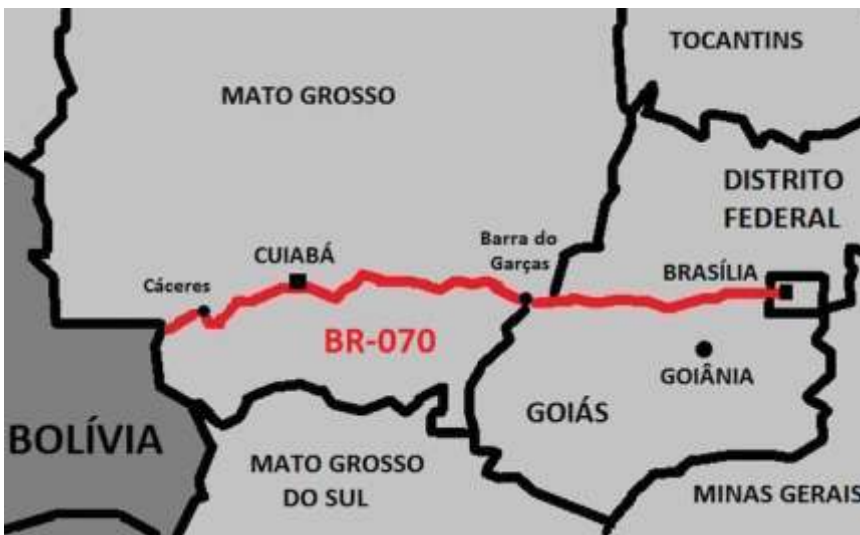 TOCANTINS
MATO GROSSO
DISTRITO
FEDERAL
Barra do
Garças
CUIABÁ
BRASÍLIA
Cáceres
BR-070
GOIÂNIA
GOIÁS
BOLÍVIA
MATO GROSSO
DO SUL
MINAS GERAIS